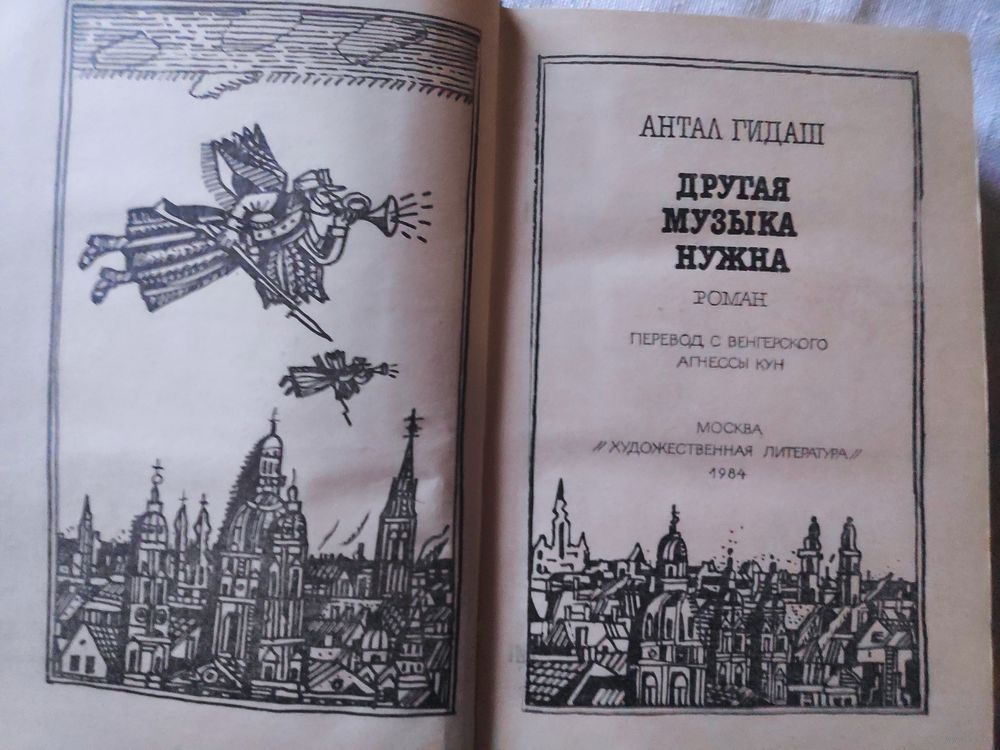 АНТАЛ ГИДАШ
ДРУГАЯ
МУЗЫКА
НУЖНА
РОМАН
ПЕРЕВОД С ВЕНГЕРСКОГО
АГНЕССЫ КУН
МОСКВА
//ХУДОЖЕСТВЕННАЯ ЛИТЕРАТУРА//
1984